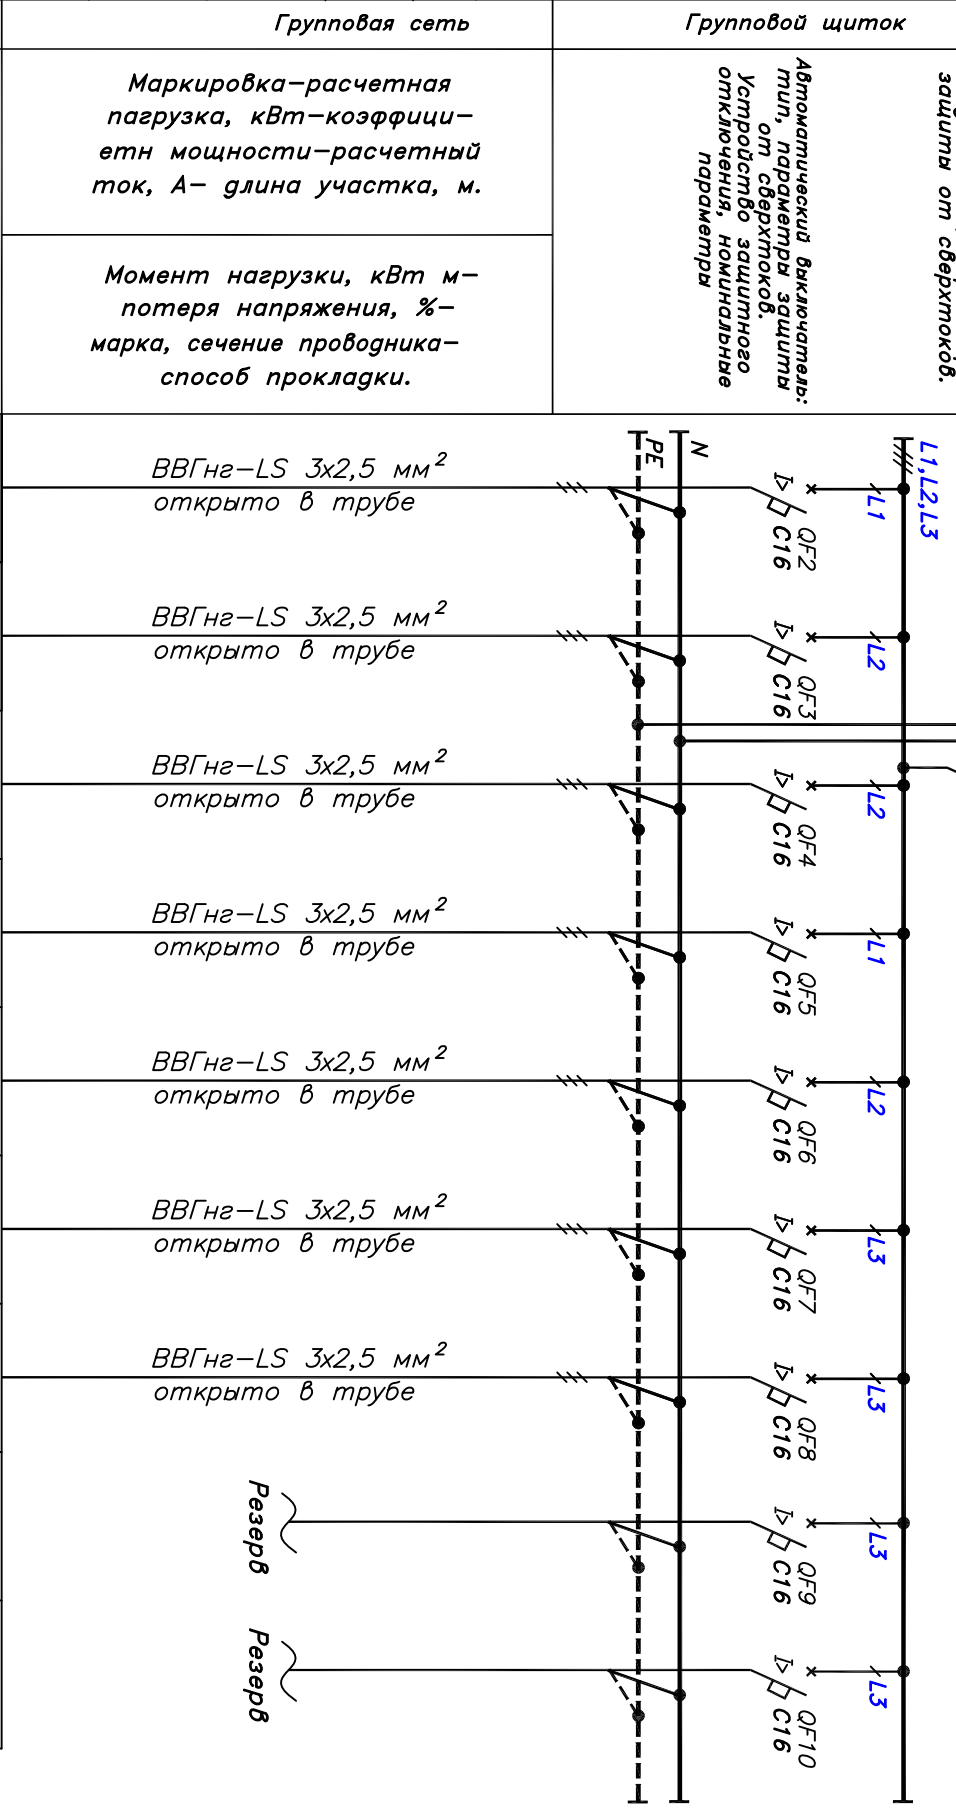 Групповая сеть
Групповой щиток
Маркировка-расчетная
пагрузка, кВт-коэффици-
етн мощности-расчетный
ток, А- длина участка, м.
Момент нагрузки, кВт м-
потеря напряжения, %-
марка, сечение проводника-
способ прокладки.
Автоматический выключатель:
тип, параметры защиты
от сверхтоков.
Устройство защитного
отключения, номинальные
параметры
защиты от сверхтоков.
PE
N
L1,L2,L3
ВВГнг-LS 3х2,5 мм²
открыто в трубе
QF2
C16
L1
ВВГнг-LS 3х2,5 мм²
открыто в трубе
QF3
C16
L2
ВВГнг-LS 3х2,5 мм²
открыто в трубе
QF4
C16
L2
ВВГнг-LS 3х2,5 мм²
открыто в трубе
QF5
C16
L1
ВВГнг-LS 3х2,5 мм²
открыто в трубе
QF6
C16
L2
ВВГнг-LS 3х2,5 мм²
открыто в трубе
QF7
C16
L3
ВВГнг-LS 3х2,5 мм²
открыто в трубе
QF8
C16
L3
Резерв
QF9
C16
L3
Резерв
QF10
C16
L3